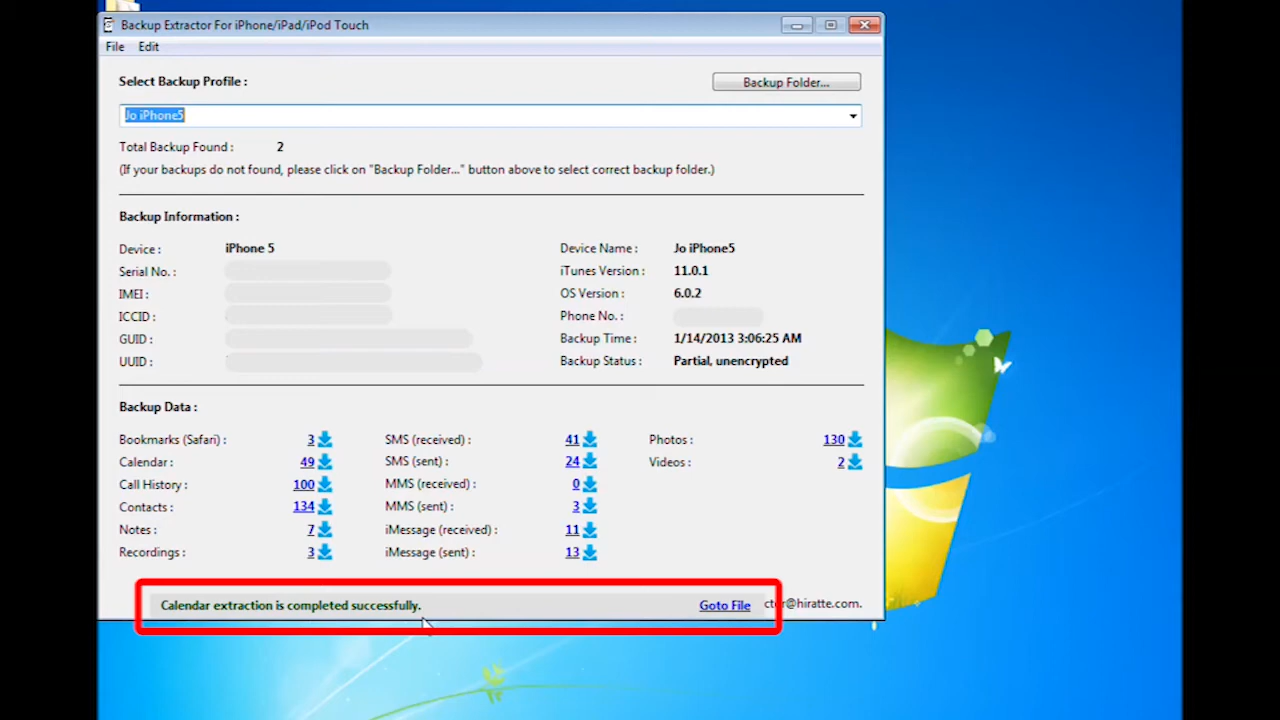 Backup Extractor For iPhone/iPad/iPod Touch
File Edit
Select Backup Profile :
Backup Folder...
Jo iPhone5
Total Backup Found : 2
(If your backups do not found, please click on "Backup Folder..." button above to select correct backup folder.)
Backup Information :
Device : iPhone 5 Device Name : Jo iPhone5
Serial No. : iTunes Version : 11.0.1
IMEI : OS Version : 6.0.2
ICCID : Phone No. :
GUID : Backup Time : 1/14/2013 3:06:25 AM
UUID : Backup Status : Partial, unencrypted
Backup Data :
Bookmarks (Safari) : 3 SMS (received) : 41 Photos : 130
Calendar : 49 SMS (sent) : 24 Videos : 2
Call History : 100 MMS (received) : 0
Contacts : 134 MMS (sent) : 3
Notes : 7 iMessage (received) : 11
Recordings : 3 iMessage (sent) : 13
Calendar extraction is completed successfully. Goto File @hiratte.com.